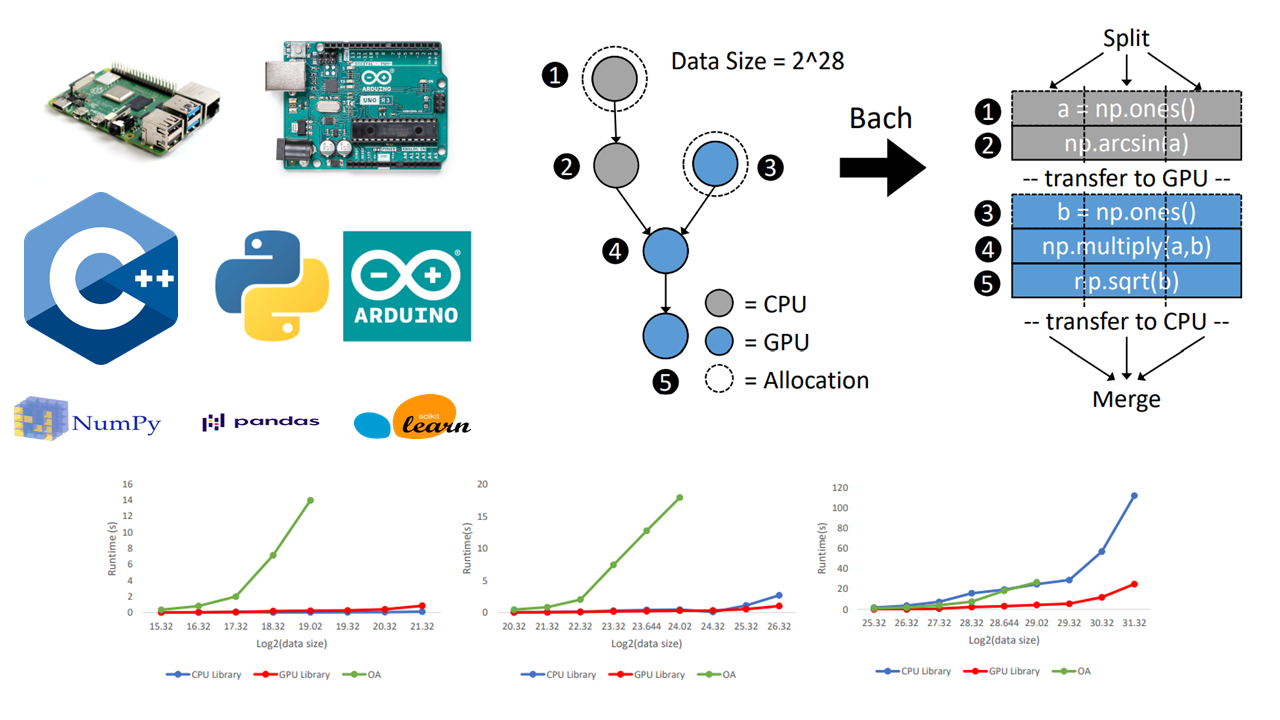 ARDUINO
UNO R3
++
ARDUINO
®
NumPy
pandas
scikit
learn
1
Data Size = 2^28
2
3
4
5
= CPU
= GPU
= Allocation
Bach
Split
1
a = np.ones()
2
np.arcsin(a)
-- transfer to GPU --
3
b = np.ones()
4
np.multiply(a,b)
5
np.sqrt(b)
-- transfer to CPU --
Merge
Runtime (s)
16
14
12
10
8
6
4
2
0
15.32 16.32 17.32 18.32 19.02 19.32 20.32 21.32
Log2(data size)
CPU Library GPU Library OA
Runtime(s)
20
15
10
5
0
20.32 21.32 22.32 23.32 23.644 24.02 24.32 25.32 26.32
Log2(data size)
CPU Library GPU Library OA
Runtime(s)
120
100
80
60
40
20
0
25.32 26.32 27.32 28.32 28.644 29.02 29.32 30.32 31.32
Log2(data size)
CPU Library GPU Library OA